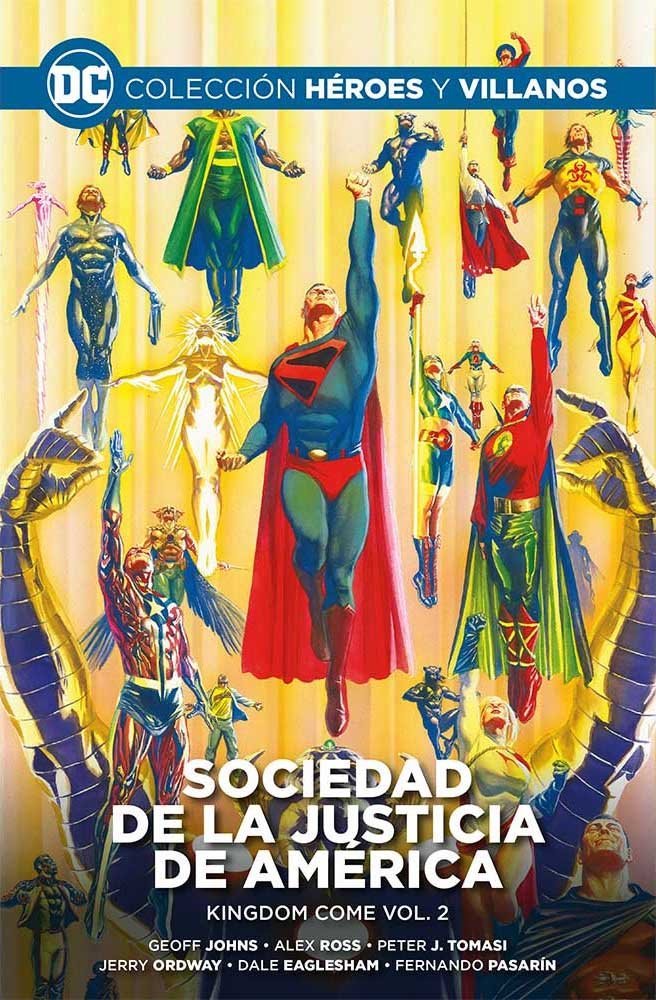 DC COLECCIÓN HÉROES Y VILLANOS
SOCIEDAD
DE LA JUSTICIA
DE AMÉRICA
KINGDOM COME VOL. 2
GEOFF JOHNS • ALEX ROSS • PETER J. TOMASI
JERRY ORDWAY • DALE EAGLESHAM • FERNANDO PASARÍN